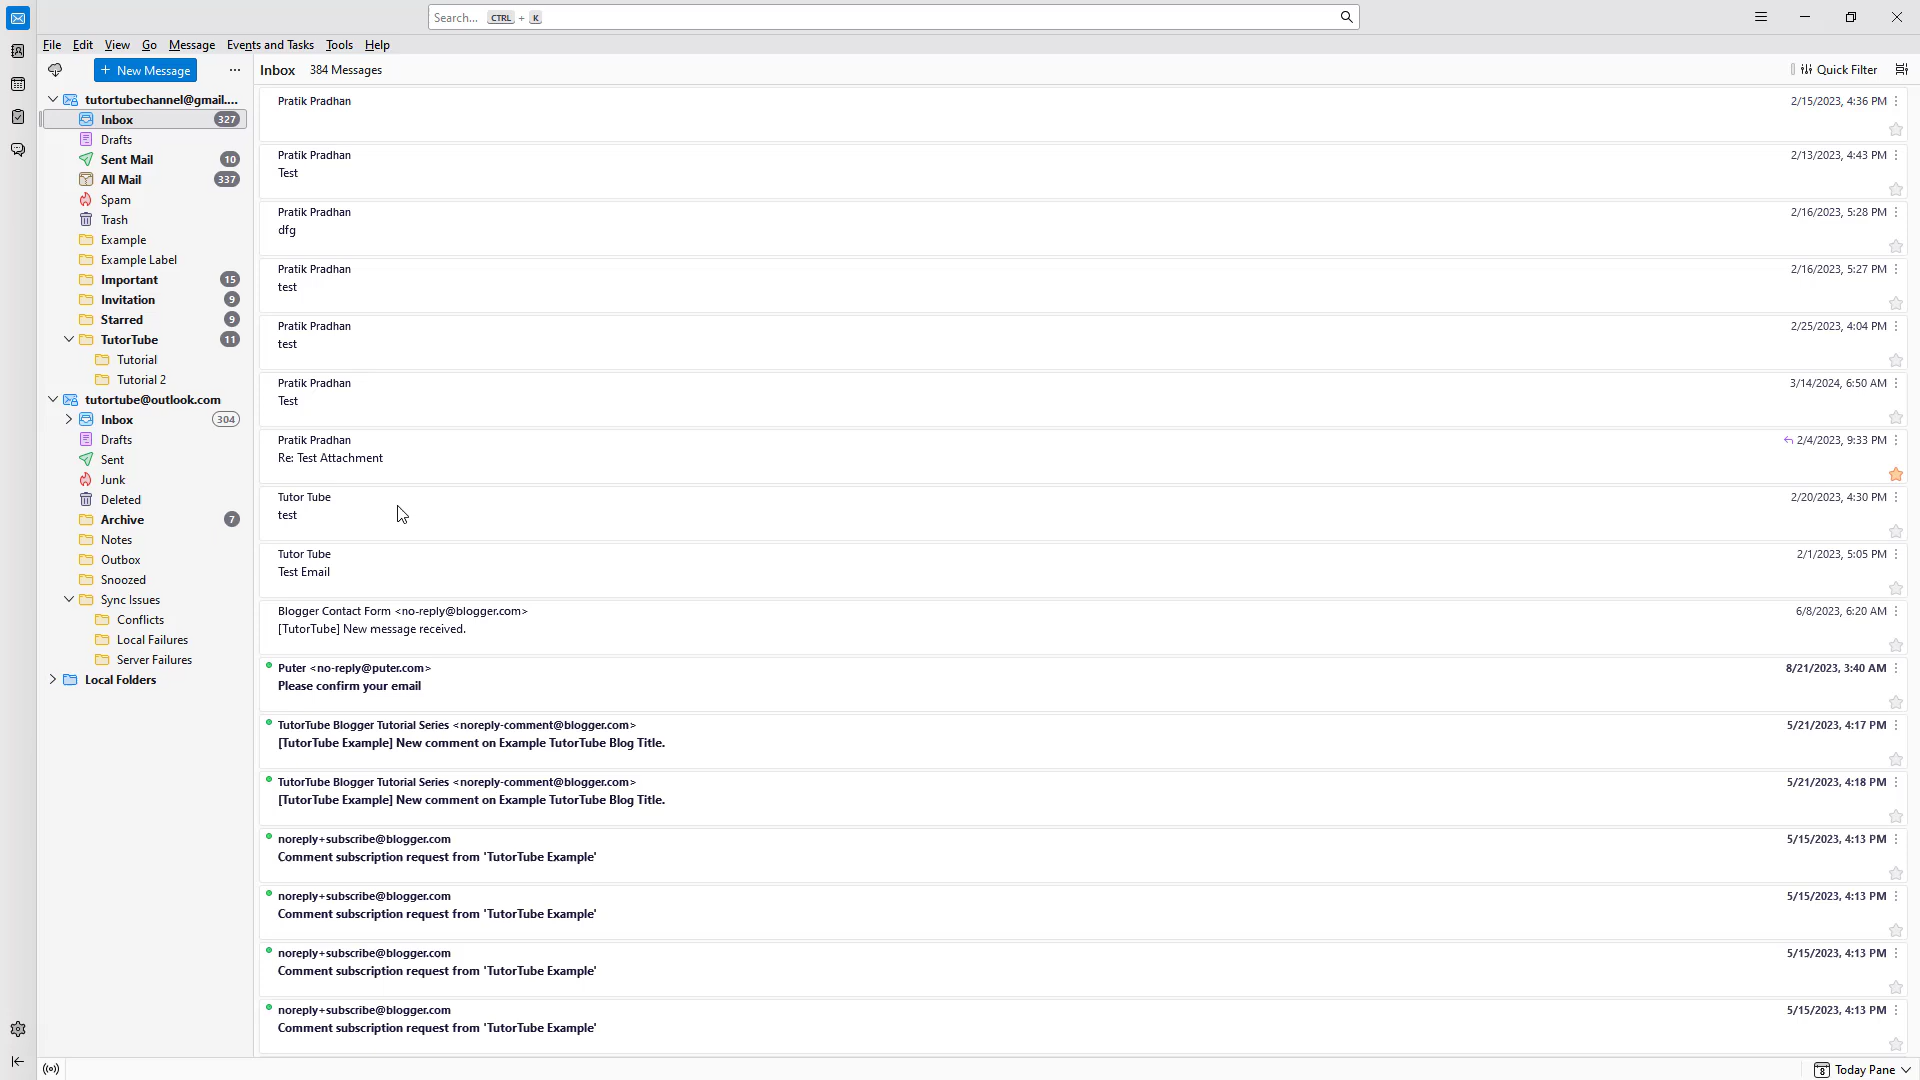 Search... CTRL + K
File Edit View Go Message Events and Tasks Tools Help
+ New Message
Inbox 384 Messages
Quick Filter
tutortubechannel@gmail....
Inbox 327
Drafts
Sent Mail 10
All Mail 337
Spam
Trash
Example
Example Label
Important 15
Invitation 9
Starred 9
TutorTube 11
Tutorial
Tutorial 2
tutortube@outlook.com
Inbox 304
Drafts
Sent
Junk
Deleted
Archive 7
Notes
Outbox
Snoozed
Sync Issues
Conflicts
Local Failures
Server Failures
Local Folders
Pratik Pradhan 2/15/2023, 4:36 PM
Pratik Pradhan 2/13/2023, 4:43 PM
Test
Pratik Pradhan 2/16/2023, 5:28 PM
dfg
Pratik Pradhan 2/16/2023, 5:27 PM
test
Pratik Pradhan 2/25/2023, 4:04 PM
test
Pratik Pradhan 3/14/2024, 6:50 AM
Test
Pratik Pradhan 2/4/2023, 9:33 PM
Re: Test Attachment
Tutor Tube 2/20/2023, 4:30 PM
test
Tutor Tube 2/1/2023, 5:05 PM
Test Email
Blogger Contact Form <no-reply@blogger.com> 6/8/2023, 6:20 AM
[TutorTube] New message received.
Puter <no-reply@puter.com> 8/21/2023, 3:40 AM
Please confirm your email
TutorTube Blogger Tutorial Series <noreply-comment@blogger.com> 5/21/2023, 4:17 PM
[TutorTube Example] New comment on Example TutorTube Blog Title.
TutorTube Blogger Tutorial Series <noreply-comment@blogger.com> 5/21/2023, 4:18 PM
[TutorTube Example] New comment on Example TutorTube Blog Title.
noreply+subscribe@blogger.com 5/15/2023, 4:13 PM
Comment subscription request from 'TutorTube Example'
noreply+subscribe@blogger.com 5/15/2023, 4:13 PM
Comment subscription request from 'TutorTube Example'
noreply+subscribe@blogger.com 5/15/2023, 4:13 PM
Comment subscription request from 'TutorTube Example'
noreply+subscribe@blogger.com 5/15/2023, 4:13 PM
Comment subscription request from 'TutorTube Example'
8 Today Pane